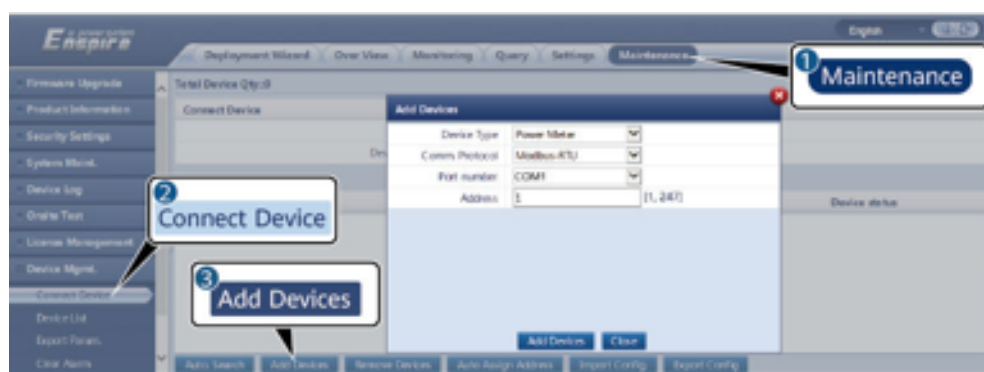 Enspire
English
Deployment Wizard
Over View
Monitoring
Query
Settings
Maintenance
1
Maintenance
Firmware Upgrade
Product Information
Security Settings
System Maint.
Device Log
Onsite Test
License Management
Device Mgmt.
Connect Device
Device List
Export Param.
Clear Alarm
Total Device Qty:0
Connect Device
Device status
Add Devices
Device Type
Power Meter
Comm. Protocol
Modbus-RTU
Port number
COM1
Address
1
[1, 247]
Add Devices
Close
2
Connect Device
3
Add Devices
Auto Search
Add Devices
Remove Devices
Auto Assign Address
Import Config
Export Config